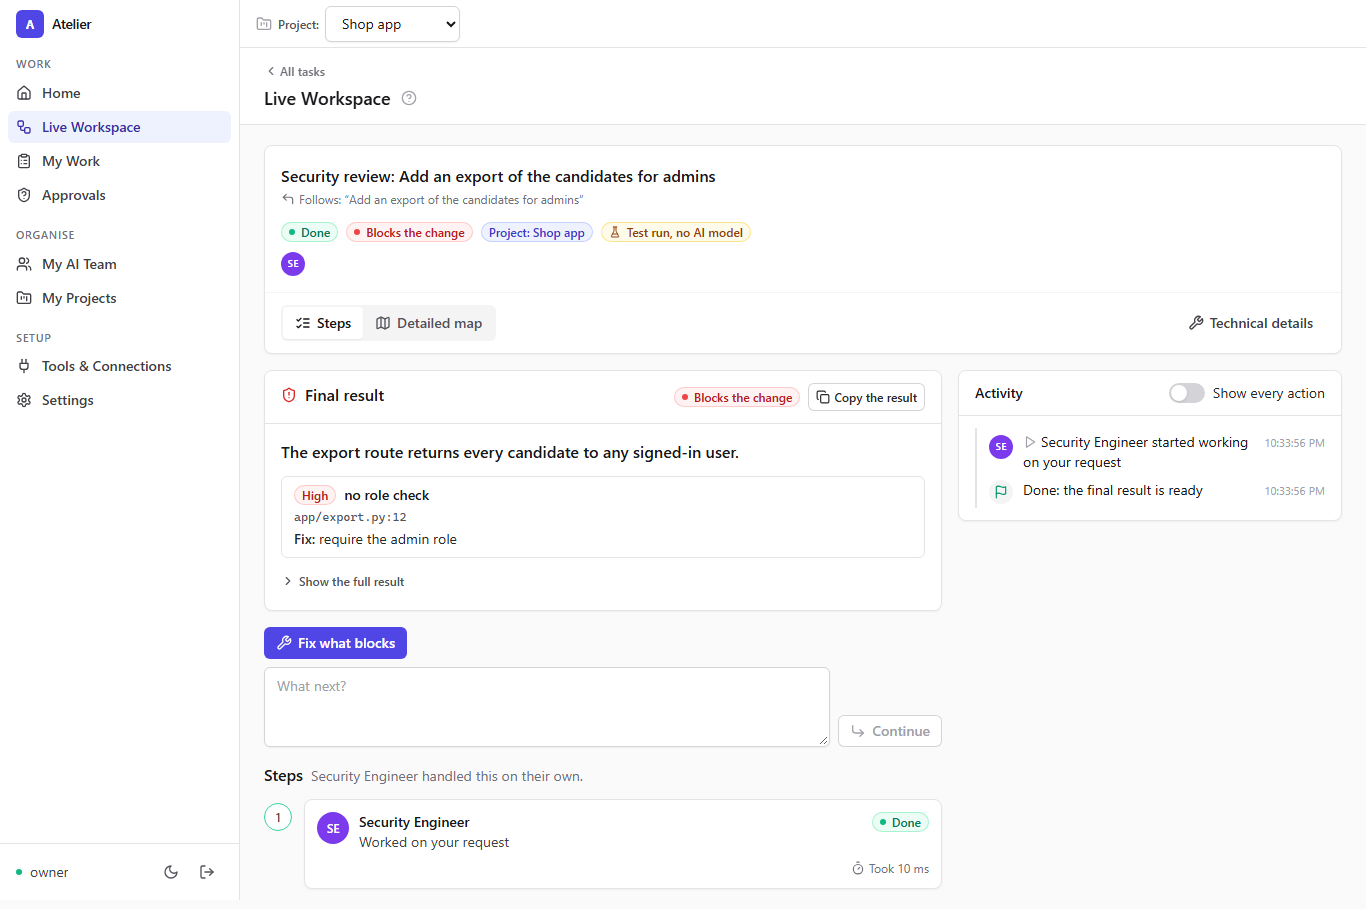 A Atelier
WORK
Home
Live Workspace
My Work
Approvals
ORGANISE
My AI Team
My Projects
SETUP
Tools & Connections
Settings
owner
Project: Shop app
All tasks
Live Workspace ?
Security review: Add an export of the candidates for admins
Follows: “Add an export of the candidates for admins”
Done Blocks the change Project: Shop app Test run, no AI model
SE
Steps Detailed map Technical details
Final result Blocks the change Copy the result
The export route returns every candidate to any signed-in user.
High no role check
app/export.py:12
Fix: require the admin role
Show the full result
Fix what blocks
What next?
Continue
Steps Security Engineer handled this on their own.
1 SE Security Engineer Done
Worked on your request
Took 10 ms
Activity Show every action
SE Security Engineer started working 10:33:56 PM
on your request
Done: the final result is ready 10:33:56 PM